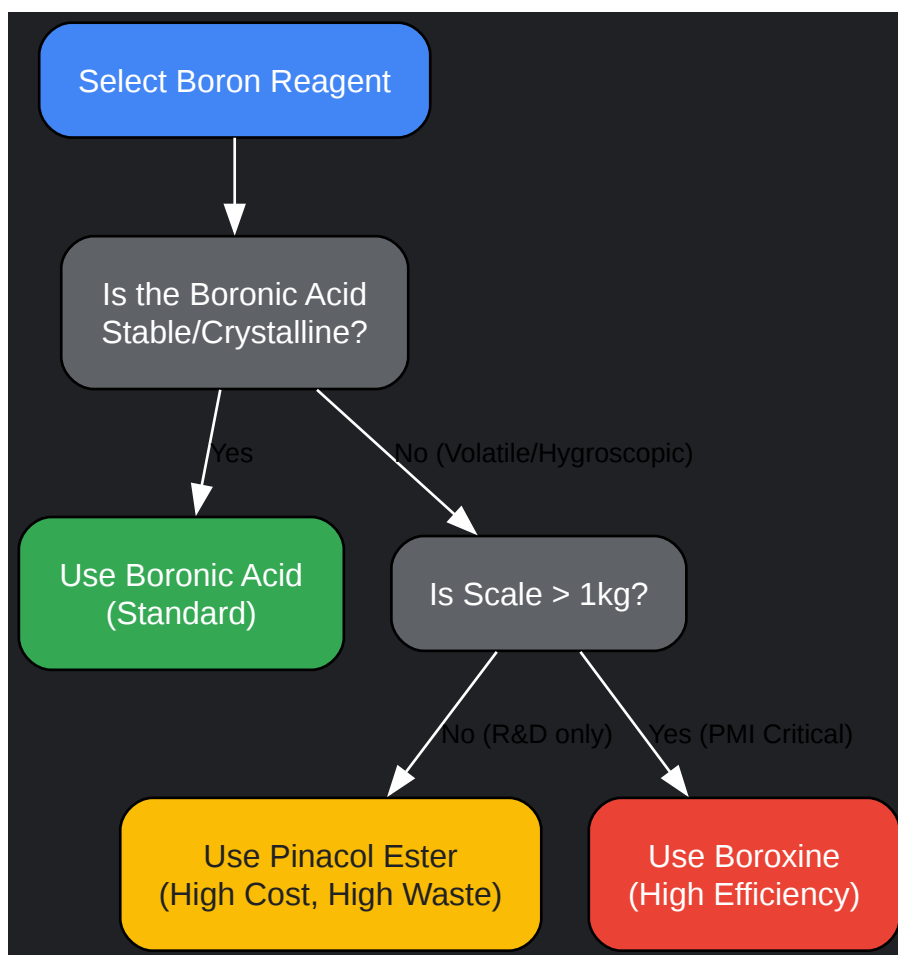 Select Boron Reagent
Is the Boronic Acid
Stable/Crystalline?
Yes
No (Volatile/Hygroscopic)
Use Boronic Acid
(Standard)
Is Scale > 1kg?
No (R&D only)
Yes (PMI Critical)
Use Pinacol Ester
(High Cost, High Waste)
Use Boroxine
(High Efficiency)